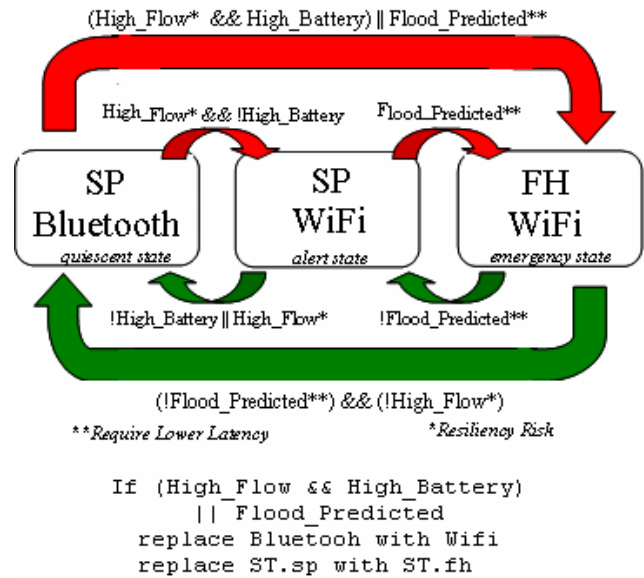 (High_Flow* && High_Battery) || Flood_Predicted**
High_Flow* && !High_Battery
Flood_Predicted**
SP
Bluetooth
quiescent state
SP
WiFi
alert state
FH
WiFi
emergency state
!High_Battery || High_Flow*
!Flood_Predicted**
(!Flood_Predicted**) && (!High_Flow*)
**Require Lower Latency
*Resiliency Risk
If (High_Flow && High_Battery)
|| Flood_Predicted
replace Bluetooh with Wifi
replace ST.sp with ST.fh